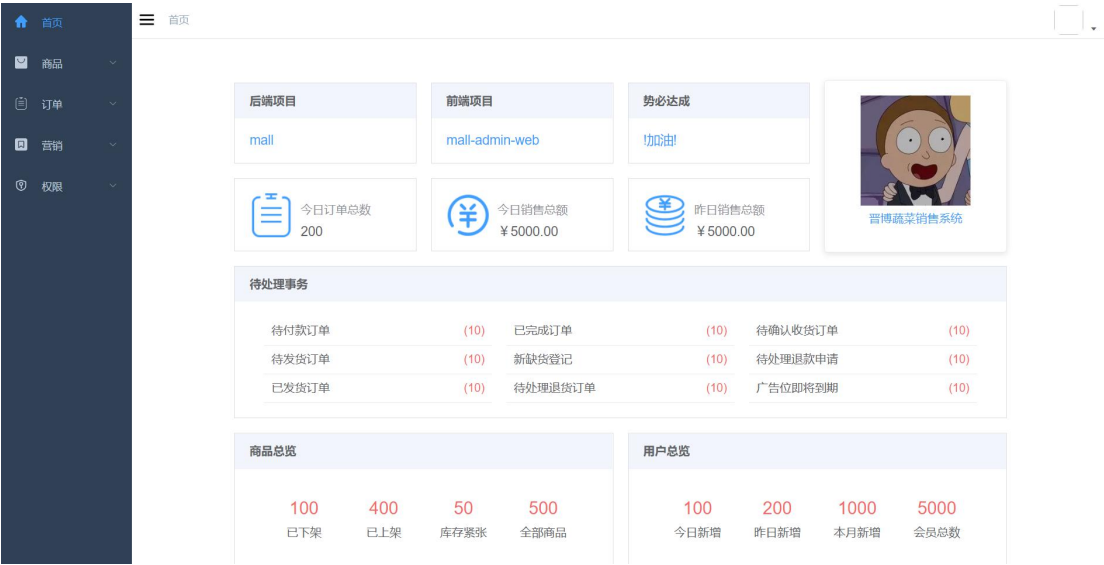 首页
首页
商品
订单
营销
权限
后端项目
mall
前端项目
mall-admin-web
势必达成
!加油!
晋博蔬菜销售系统
今日订单总数
200
今日销售总额
￥5000.00
昨日销售总额
￥5000.00
待处理事务
待付款订单 (10) 已完成订单 (10) 待确认收货订单 (10)
待发货订单 (10) 新缺货登记 (10) 待处理退款申请 (10)
已发货订单 (10) 待处理退货订单 (10) 广告位即将到期 (10)
商品总览
100 400 50 500
已下架 已上架 库存紧张 全部商品
用户总览
100 200 1000 5000
今日新增 昨日新增 本月新增 会员总数